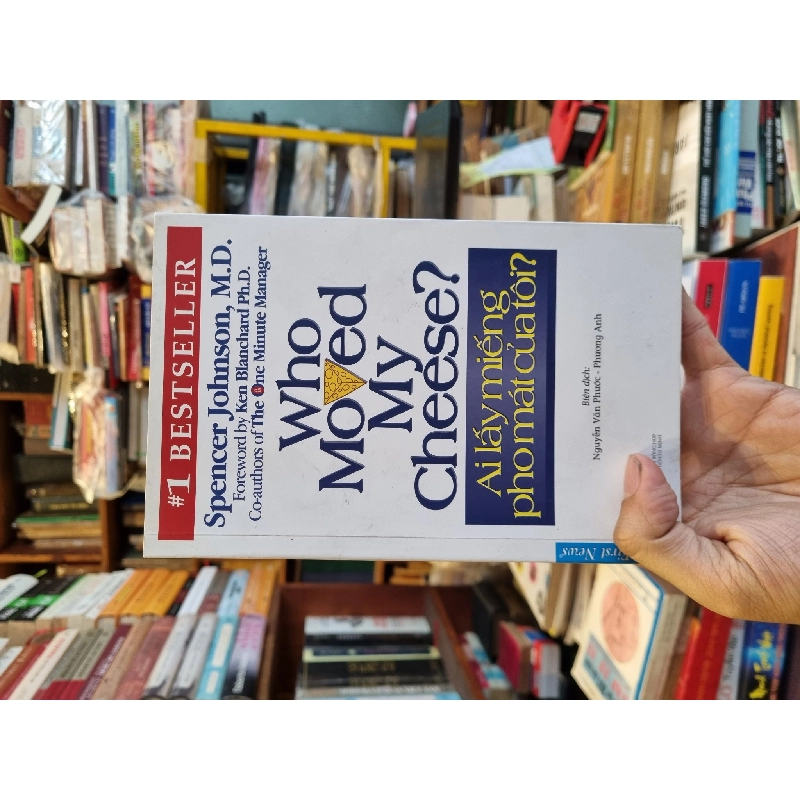 #1 BESTSELLER
Spencer Johnson, M.D.
Foreword by Ken Blanchard Ph.D.
Co-authors of The One Minute Manager
Who
Moved
My
Cheese?
Ai lấy miếng
pho mát của tôi?
Biên dịch:
Nguyễn Văn Phước - Phương Anh
First News